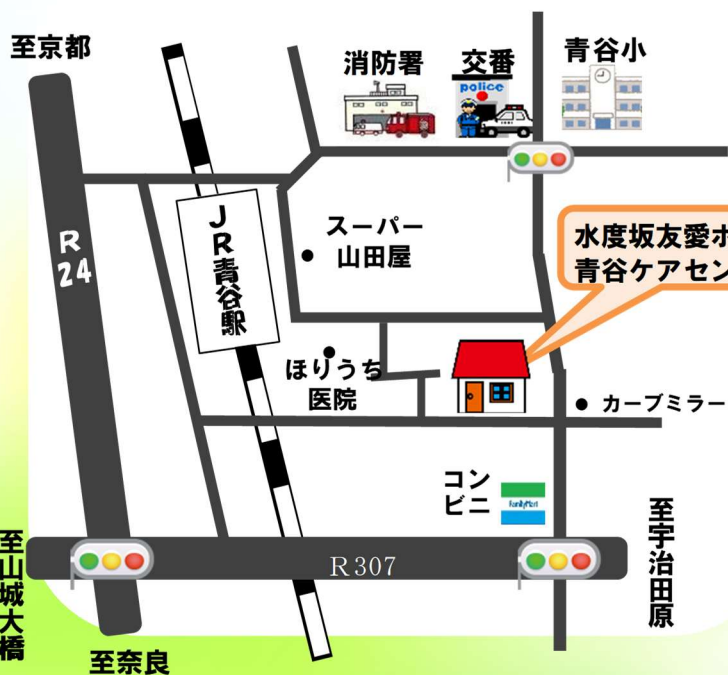 至京都
消防署
交番
青谷小
police
R
24
JR青谷駅
スーパー
山田屋
水度坂友愛ホ
青谷ケアセン
ほりうち
医院
カーブミラー
コン
ビニ
FamilyMart
至山城大橋
R307
至宇治田原
至奈良